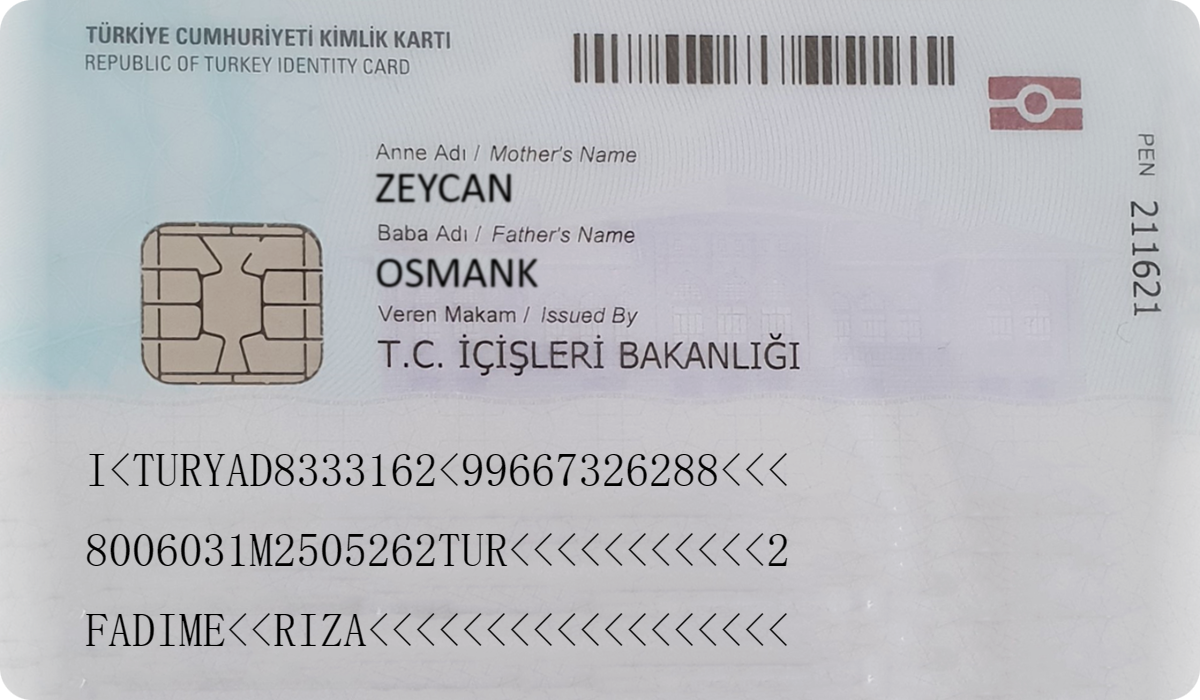 TÜRKİYE CUMHURİYETİ KİMLİK KARTI
REPUBLIC OF TURKEY IDENTITY CARD
Anne Adı / Mother's Name
ZEYCAN
Baba Adı / Father's Name
OSMANK
Veren Makam / Issued By
T.C. İÇİŞLERİ BAKANLIĞI
PEN 211621
I<TURYAD8333162<99667326288<<<
8006031M2505262TUR<<<<<<<<<<<2
FADIME<<RIZA<<<<<<<<<<<<<<<<<<